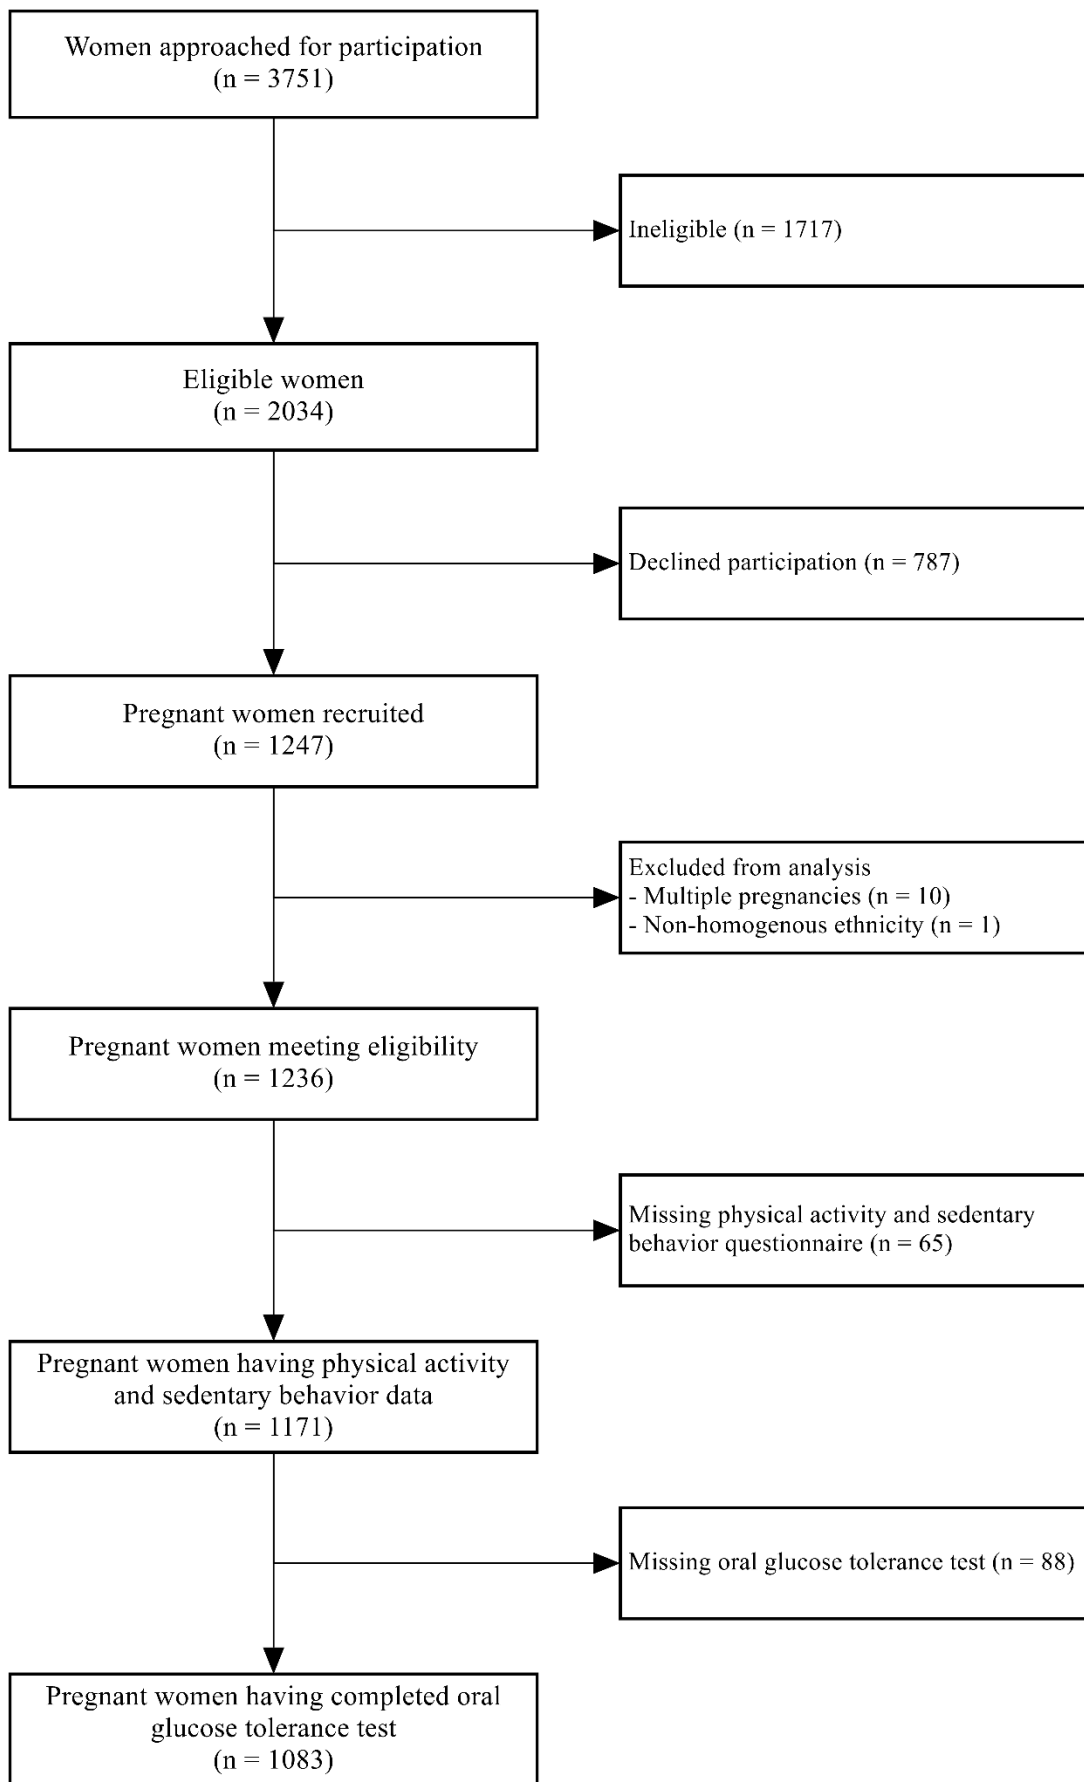 Women approached for participation
(n = 3751)
Ineligible (n = 1717)
Eligible women
(n = 2034)
Declined participation (n = 787)
Pregnant women recruited
(n = 1247)
Excluded from analysis
- Multiple pregnancies (n = 10)
- Non-homogenous ethnicity (n = 1)
Pregnant women meeting eligibility
(n = 1236)
Missing physical activity and sedentary
behavior questionnaire (n = 65)
Pregnant women having physical activity
and sedentary behavior data
(n = 1171)
Missing oral glucose tolerance test (n = 88)
Pregnant women having completed oral
glucose tolerance test
(n = 1083)